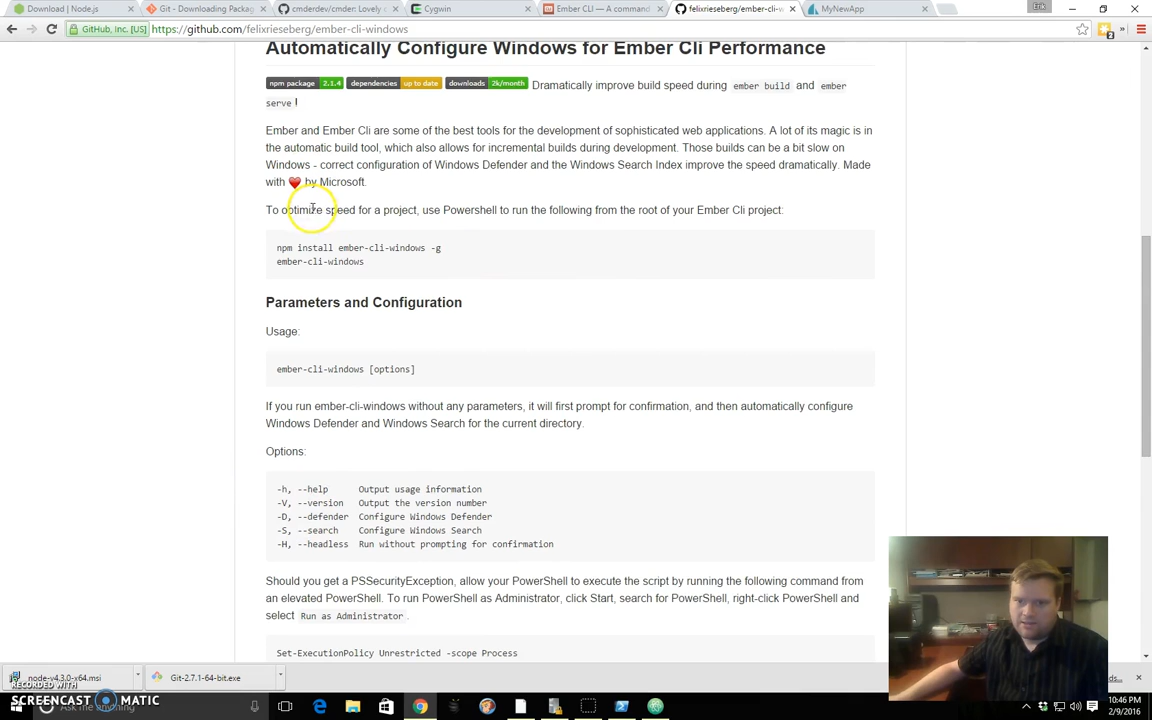 Download | Node.js
Git - Downloading Packag
cmderdev/cmder: Lovely c
Cygwin
Ember CLI — A command
felixrieseberg/ember-cli-w
MyNewApp
Erik
GitHub, Inc. [US]
https://github.com/felixrieseberg/ember-cli-windows
Automatically Configure Windows for Ember Cli Performance
npm package 2.1.4 dependencies up to date downloads 2k/month Dramatically improve build speed during ember build and ember
serve !
Ember and Ember Cli are some of the best tools for the development of sophisticated web applications. A lot of its magic is in
the automatic build tool, which also allows for incremental builds during development. Those builds can be a bit slow on
Windows - correct configuration of Windows Defender and the Windows Search Index improve the speed dramatically. Made
with ❤ by Microsoft.
To optimize speed for a project, use Powershell to run the following from the root of your Ember Cli project:
npm install ember-cli-windows -g
ember-cli-windows
Parameters and Configuration
Usage:
ember-cli-windows [options]
If you run ember-cli-windows without any parameters, it will first prompt for confirmation, and then automatically configure
Windows Defender and Windows Search for the current directory.
Options:
-h, --help Output usage information
-V, --version Output the version number
-D, --defender Configure Windows Defender
-S, --search Configure Windows Search
-H, --headless Run without prompting for confirmation
Should you get a PSSecurityException, allow your PowerShell to execute the script by running the following command from
an elevated PowerShell. To run PowerShell as Administrator, click Start, search for PowerShell, right-click PowerShell and
select Run as Administrator .
Set-ExecutionPolicy Unrestricted -scope Process
node-v4.3.0-x64.msi
Git-2.7.1-64-bit.exe
RECORDED WITH
SCREENCAST MATIC
10:46 PM
2/9/2016